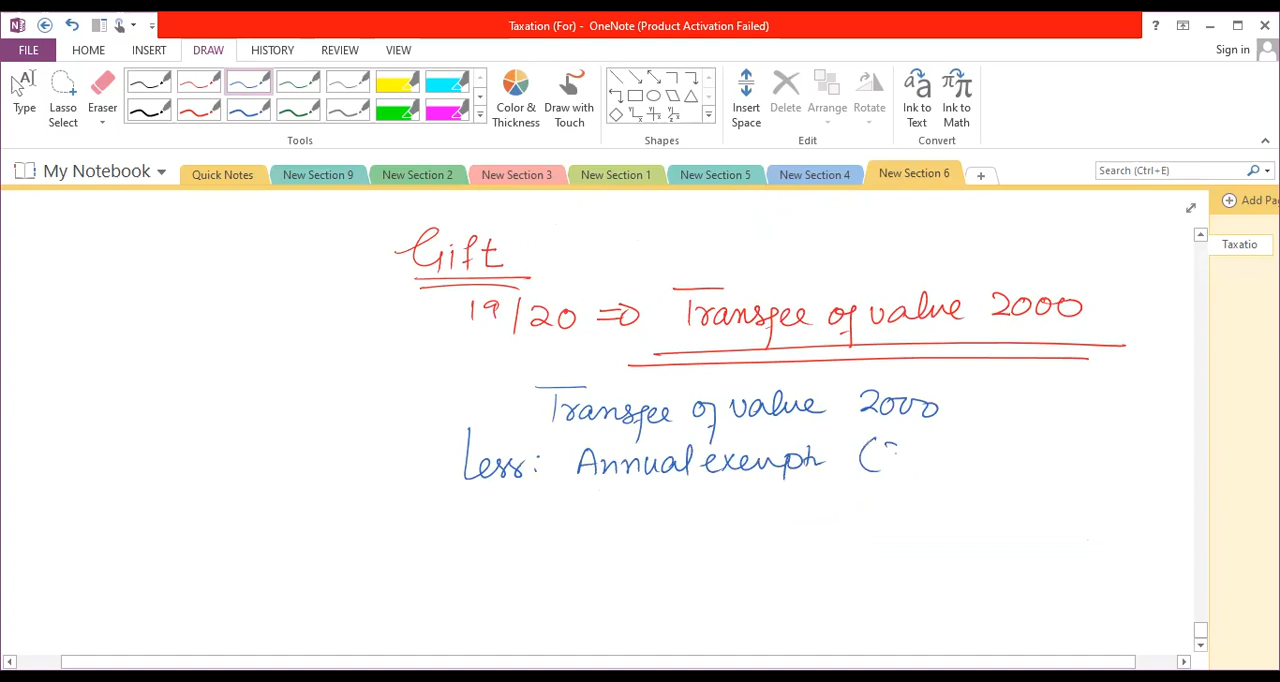 Taxation (For) - OneNote (Product Activation Failed)
?
FILE HOME INSERT DRAW HISTORY REVIEW VIEW Sign in
Type Lasso Select Eraser Color & Thickness Draw with Touch Insert Space Delete Arrange Rotate Ink to Text Ink to Math
Tools Shapes Edit Convert
My Notebook Quick Notes New Section 9 New Section 2 New Section 3 New Section 1 New Section 5 New Section 4 New Section 6 Search (Ctrl+E)
Add Pa
Taxatio
Gift
19/20 => Transfee of value 2000
Transfee of value 2000
Less: Annual exempt (